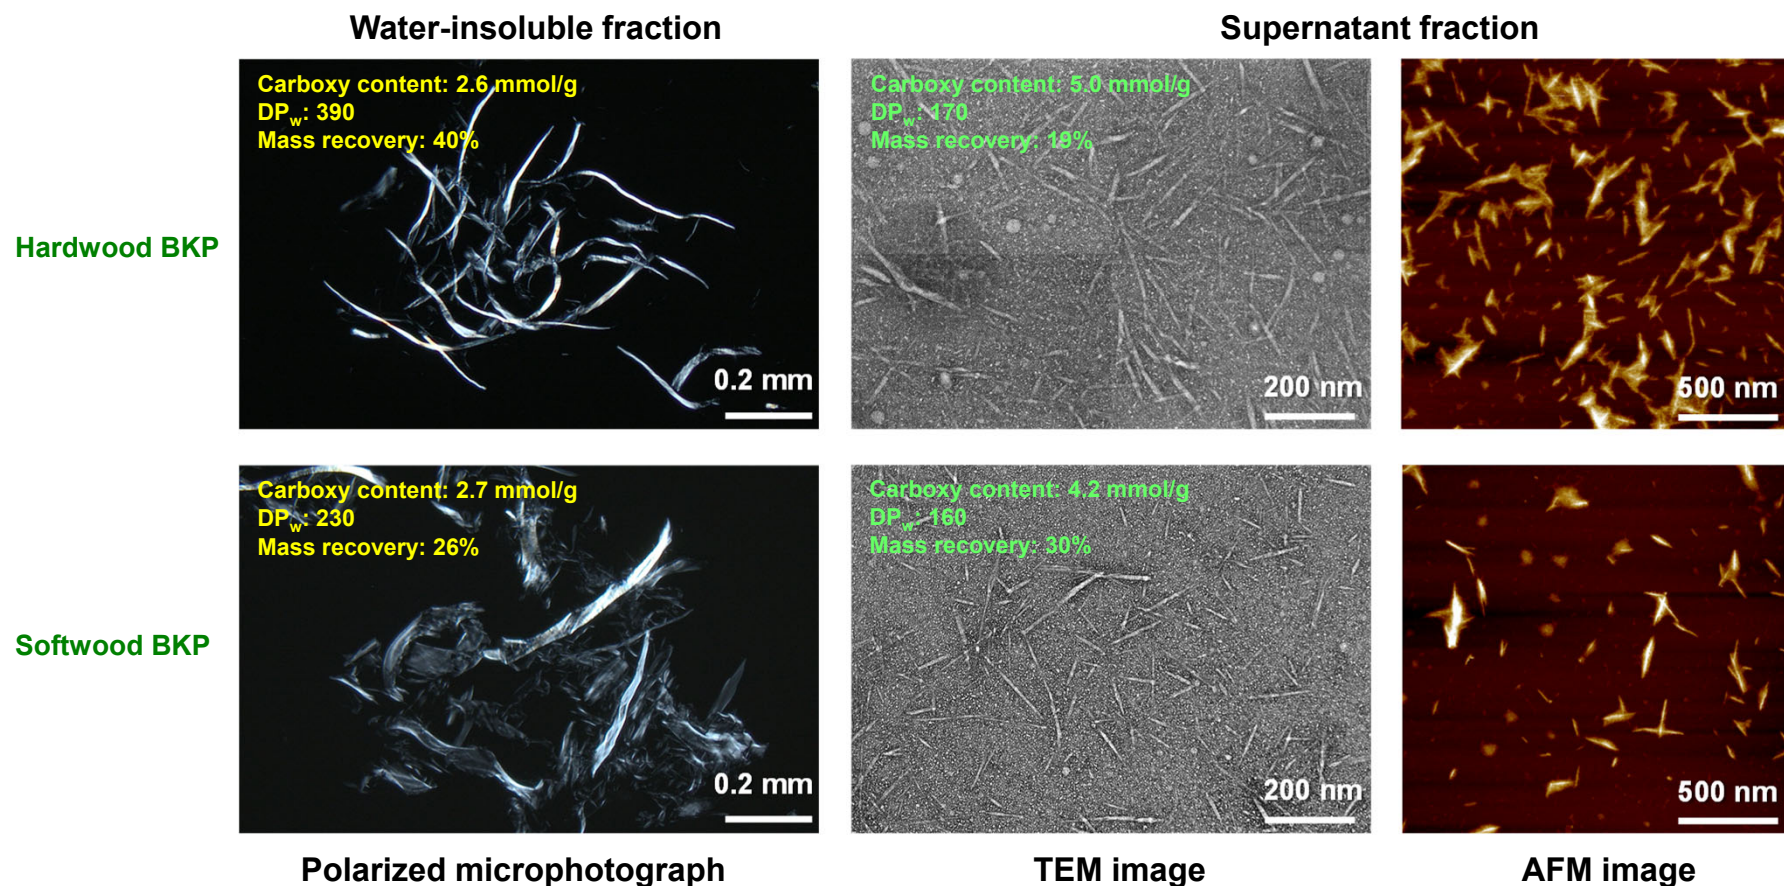 Water-insoluble fraction
Supernatant fraction
Hardwood BKP
Carboxy content: 2.6 mmol/g
DPw: 390
Mass recovery: 40%
0.2 mm
Carboxy content: 5.0 mmol/g
DPw: 170
Mass recovery: 19%
200 nm
500 nm
Softwood BKP
Carboxy content: 2.7 mmol/g
DPw: 230
Mass recovery: 26%
0.2 mm
Carboxy content: 4.2 mmol/g
DPw: 160
Mass recovery: 30%
200 nm
500 nm
Polarized microphotograph
TEM image
AFM image